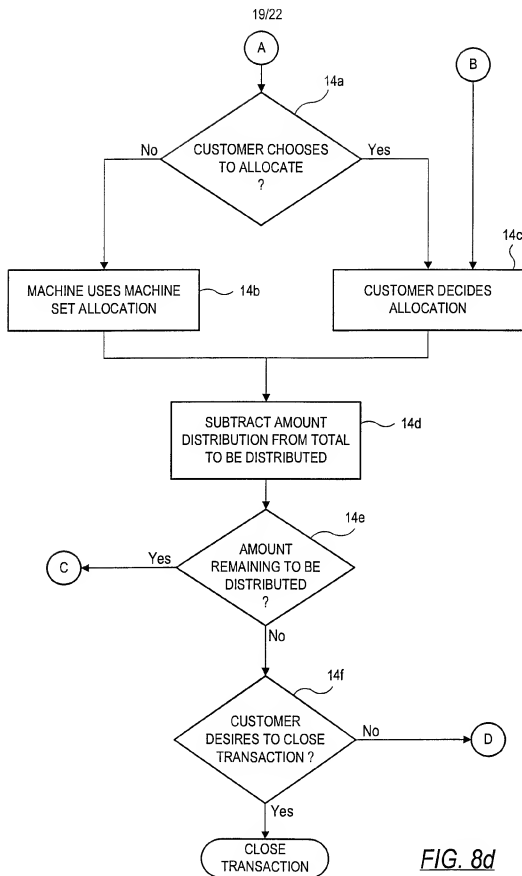 19/22
A
B
14a
CUSTOMER CHOOSES
TO ALLOCATE
?
No
Yes
14c
MACHINE USES MACHINE
SET ALLOCATION
14b
CUSTOMER DECIDES
ALLOCATION
SUBTRACT AMOUNT
DISTRIBUTION FROM TOTAL
TO BE DISTRIBUTED
14d
14e
AMOUNT
REMAINING TO BE
DISTRIBUTED
?
Yes
C
No
14f
CUSTOMER
DESIRES TO CLOSE
TRANSACTION ?
No
D
Yes
CLOSE
TRANSACTION
FIG. 8d